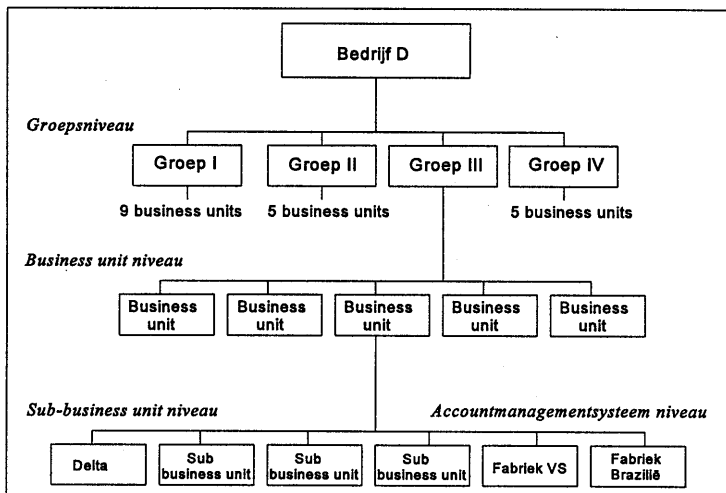 Bedrijf D
Groepsniveau
Groep I
Groep II
Groep III
Groep IV
9 business units
5 business units
5 business units
Business unit niveau
Business
unit
Business
unit
Business
unit
Business
unit
Business
unit
Sub-business unit niveau
Accountmanagementsysteem niveau
Delta
Sub
business unit
Sub
business unit
Sub
business unit
Fabriek VS
Fabriek
Brazilië